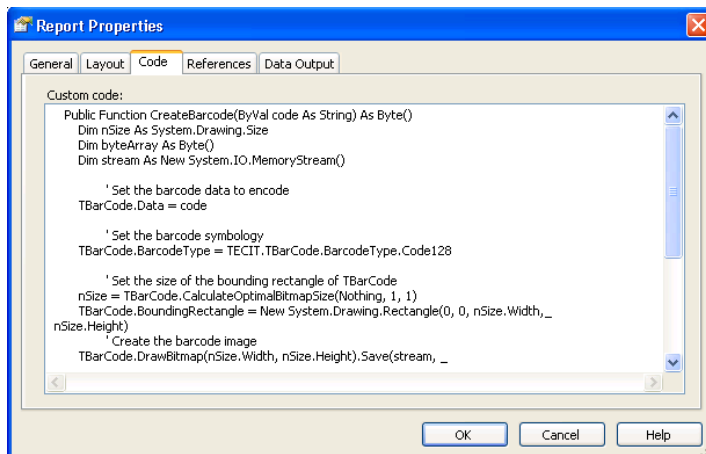 Report Properties
General Layout Code References Data Output
Custom code:
Public Function CreateBarcode(ByVal code As String) As Byte()
Dim nSize As System.Drawing.Size
Dim byteArray As Byte()
Dim stream As New System.IO.MemoryStream()
' Set the barcode data to encode
TBarCode.Data = code
' Set the barcode symbology
TBarCode.BarcodeType = TECIT.TBarCode.BarcodeType.Code128
' Set the size of the bounding rectangle of TBarCode
nSize = TBarCode.CalculateOptimalBitmapSize(Nothing, 1, 1)
TBarCode.BoundingRectangle = New System.Drawing.Rectangle(0, 0, nSize.Width,_
nSize.Height)
' Create the barcode image
TBarCode.DrawBitmap(nSize.Width, nSize.Height).Save(stream, _
OK Cancel Help